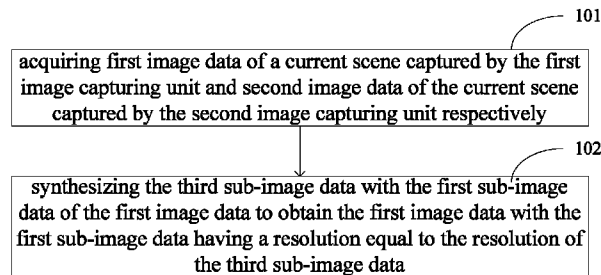 101
acquiring first image data of a current scene captured by the first
image capturing unit and second image data of the current scene
captured by the second image capturing unit respectively
102
synthesizing the third sub-image data with the first sub-image
data of the first image data to obtain the first image data with the
first sub-image data having a resolution equal to the resolution of
the third sub-image data